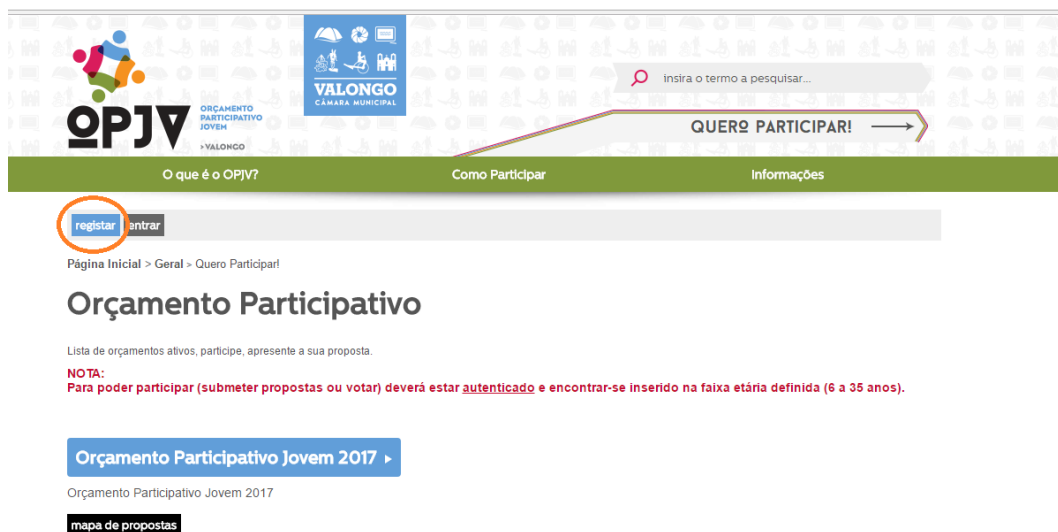 OPJV
ORÇAMENTO
PARTICIPATIVO
JOVEM
>VALONGO
VALONGO
CÂMARA MUNICIPAL
insira o termo a pesquisar...
QUERO PARTICIPAR!
O que é o OPJV?
Como Participar
Informações
registar
entrar
Página Inicial > Geral > Quero Participar!
Orçamento Participativo
Lista de orçamentos ativos, participe, apresente a sua proposta.
NOTA:
Para poder participar (submeter propostas ou votar) deverá estar autenticado e encontrar-se inserido na faixa etária definida (6 a 35 anos).
Orçamento Participativo Jovem 2017
Orçamento Participativo Jovem 2017
mapa de propostas